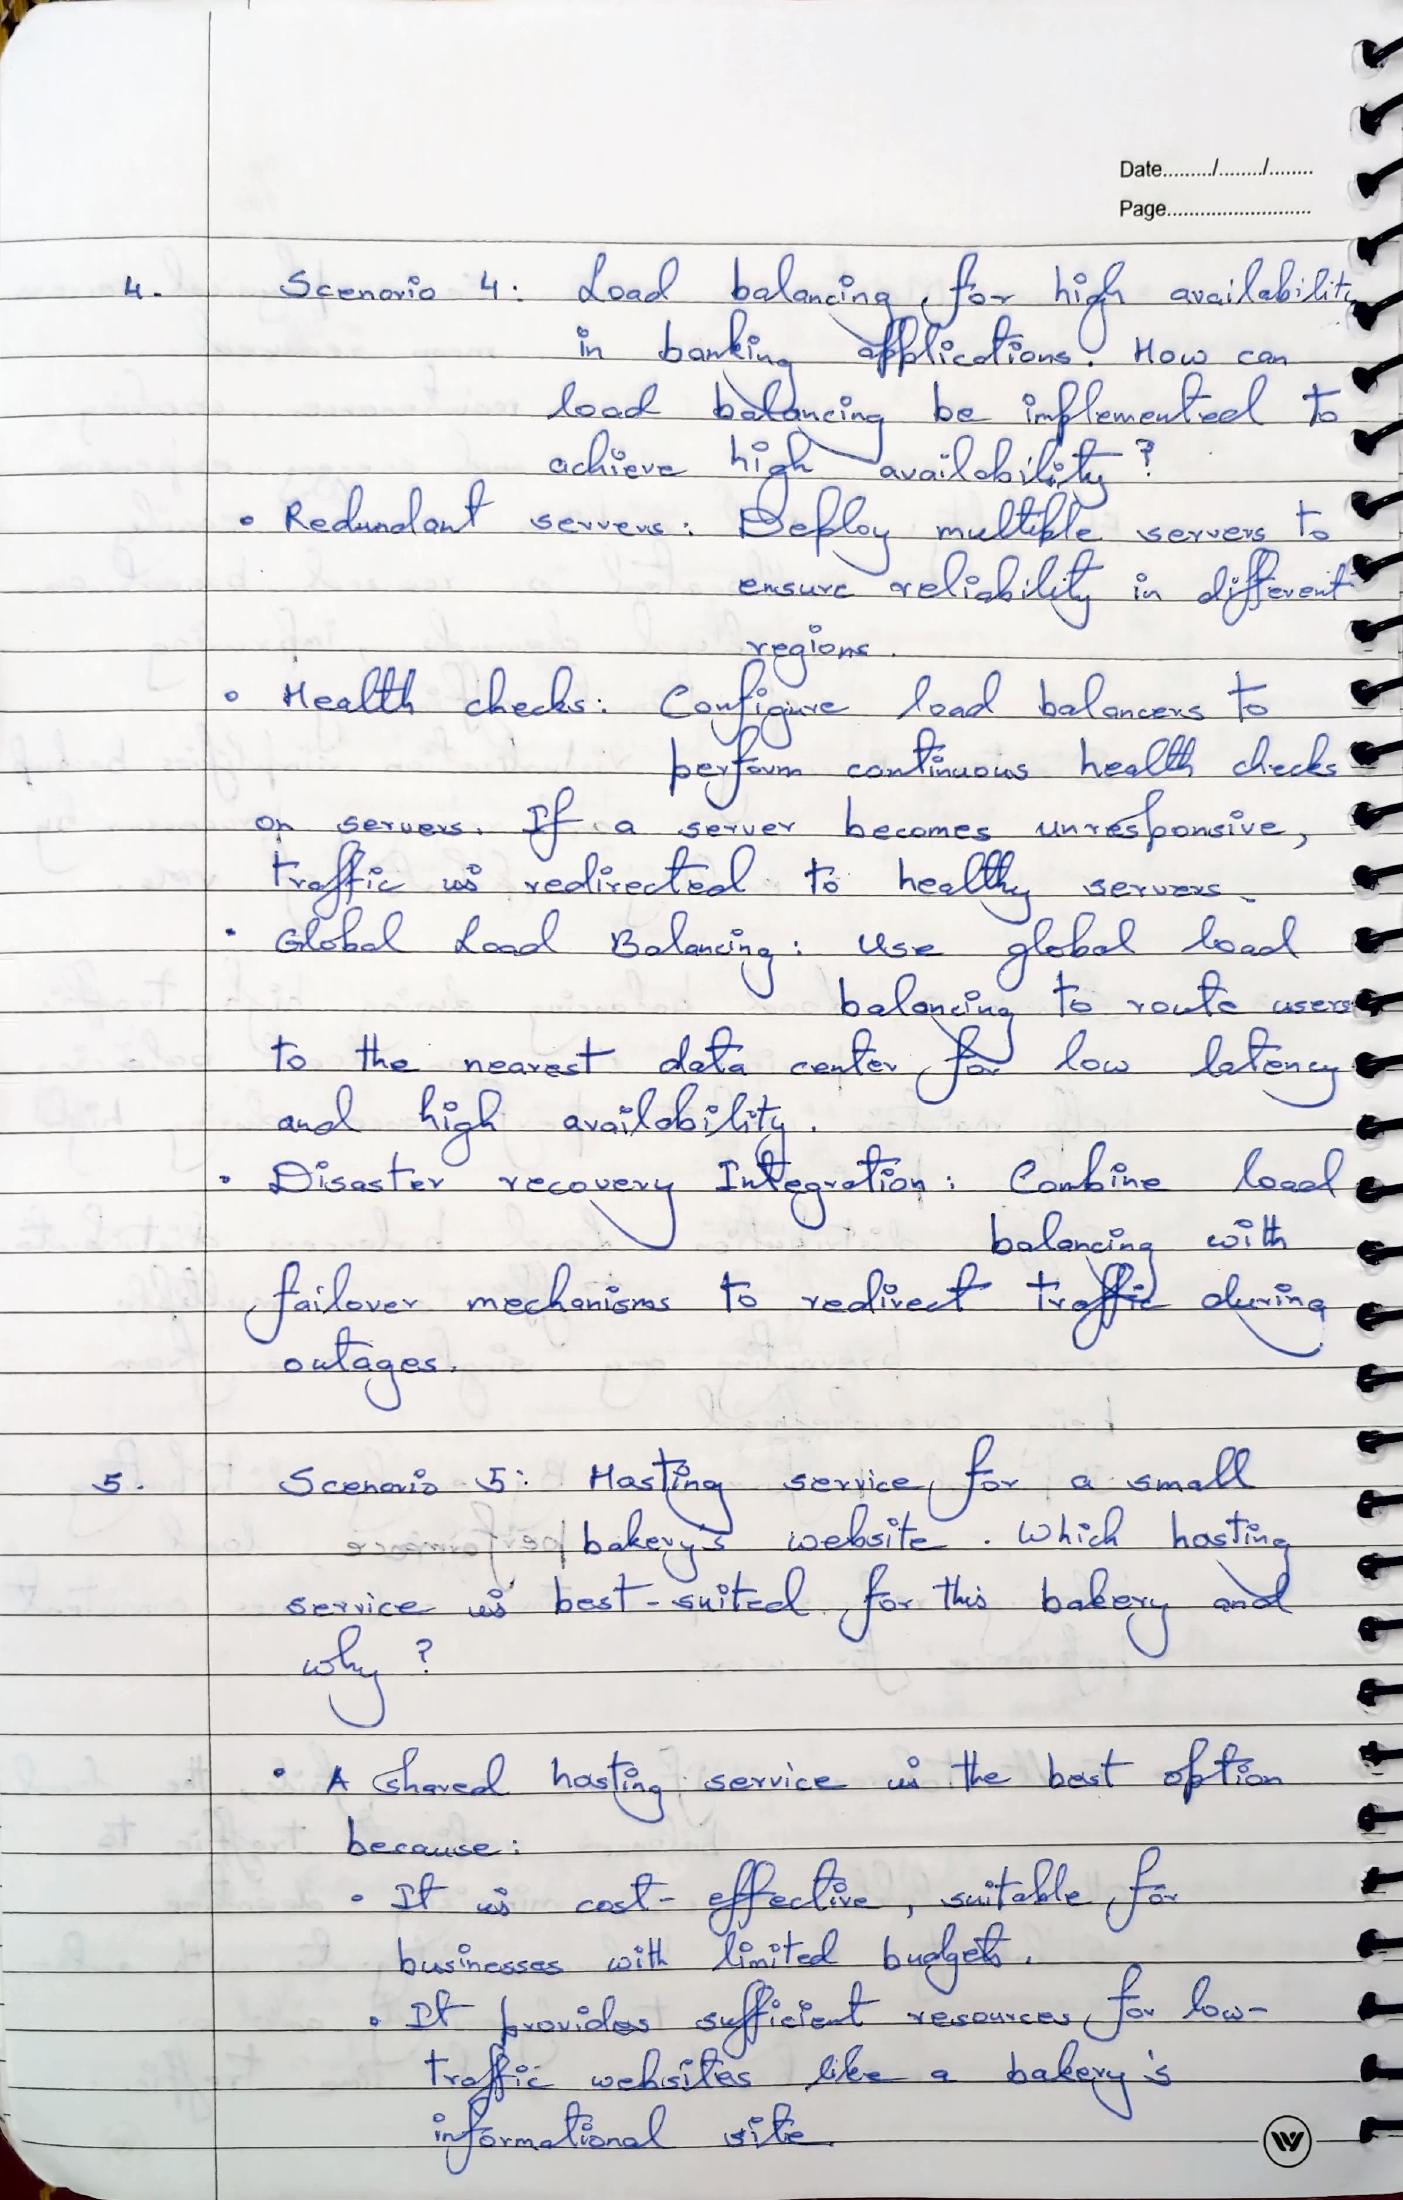 Date......../......../........
Page...........................
4. Scenario 4: Load balancing for high availability
in banking applications. How can
load balancing be implemented to
achieve high availability?
• Redundant servers: Deploy multiple servers to
ensure reliability in different
regions.
• Health checks: Configure load balancers to
perform continuous health checks
on servers. If a server becomes unresponsive,
traffic is redirected to healthy servers.
• Global Load Balancing: Use global load
balancing to route users
to the nearest data center for low latency
and high availability.
• Disaster recovery Integration: Combine load
balancing with
failover mechanisms to redirect traffic during
outages.
5. Scenario 5: Hosting service for a small
bakery's website. Which hosting
service is best-suited for this bakery and
why?
• A shared hosting service is the best option
because:
• It is cost-effective, suitable for
businesses with limited budgets.
• It provides sufficient resources for low-
traffic websites like a bakery's
informational site.